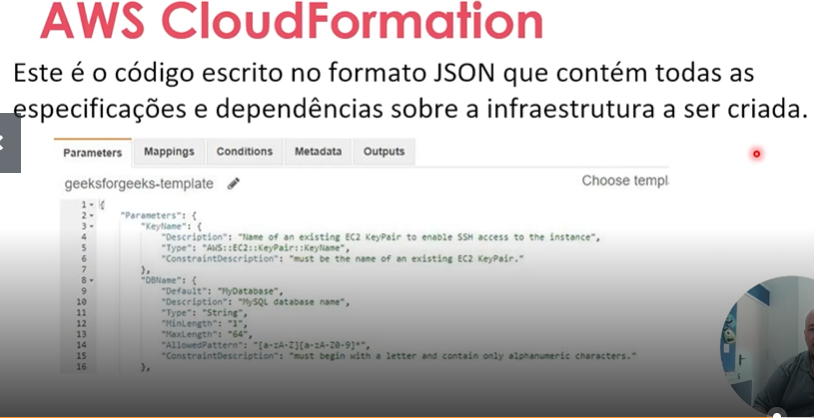 AWS CloudFormation
Este é o código escrito no formato JSON que contém todas as
especificações e dependências sobre a infraestrutura a ser criada.
Parameters Mappings Conditions Metadata Outputs
geeksforgeeks-template Choose templ
1 {
2 "Parameters": {
3 "KeyName": {
4 "Description": "Name of an existing EC2 KeyPair to enable SSH access to the instance",
5 "Type": "AWS::EC2::KeyPair::KeyName",
6 "ConstraintDescription": "must be the name of an existing EC2 KeyPair."
7 },
8 "DBName": {
9 "Default": "MyDatabase",
10 "Description": "MySQL database name",
11 "Type": "String",
12 "MinLength": "1",
13 "MaxLength": "64",
14 "AllowedPattern": "[a-zA-Z][a-zA-Z0-9]*",
15 "ConstraintDescription": "must begin with a letter and contain only alphanumeric characters."
16 },